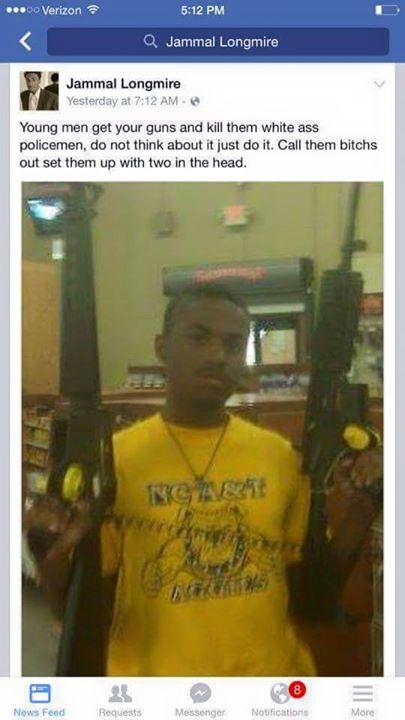 Verizon 5:12 PM
Jammal Longmire
Jammal Longmire
Yesterday at 7:12 AM
Young men get your guns and kill them white ass
policemen, do not think about it just do it. Call them bitchs
out set them up with two in the head.
NC A&T
AGGIES
8
News Feed Requests Messenger Notifications More